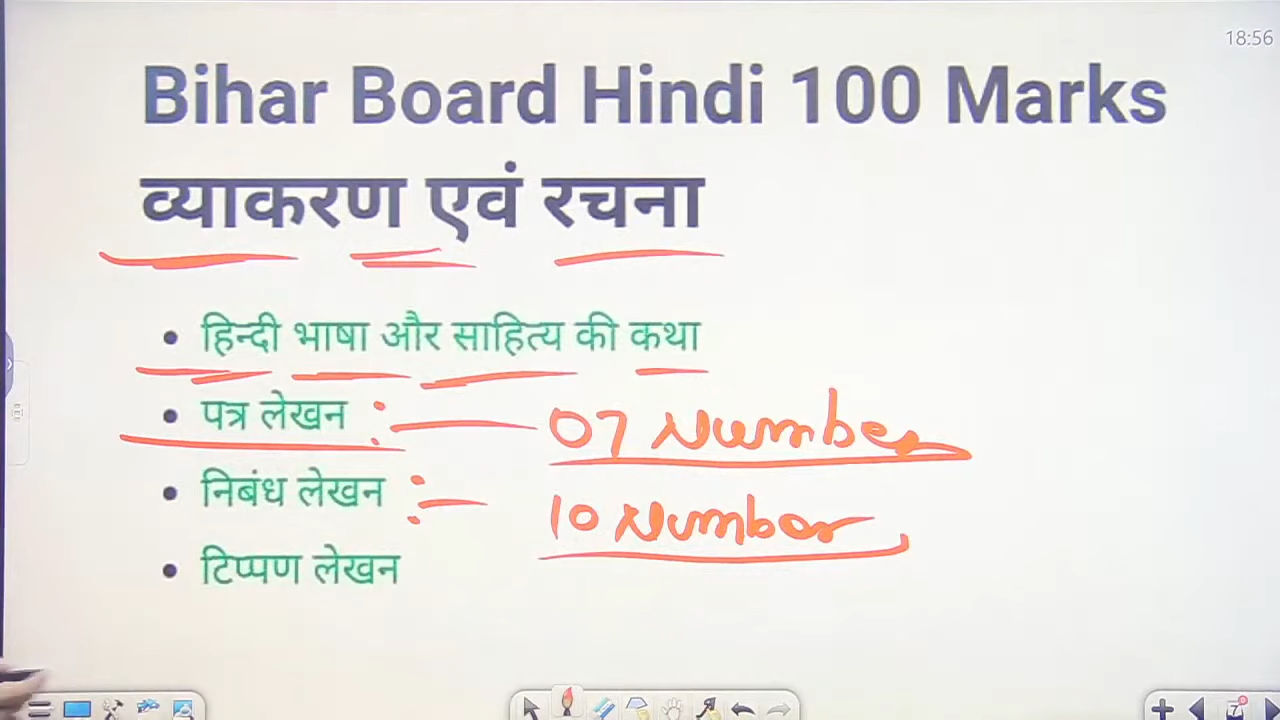 18:56
Bihar Board Hindi 100 Marks
व्याकरण एवं रचना
• हिन्दी भाषा और साहित्य की कथा
• पत्र लेखन :— 07 Number
• निबंध लेखन :— 10 Number
• टिप्पण लेखन